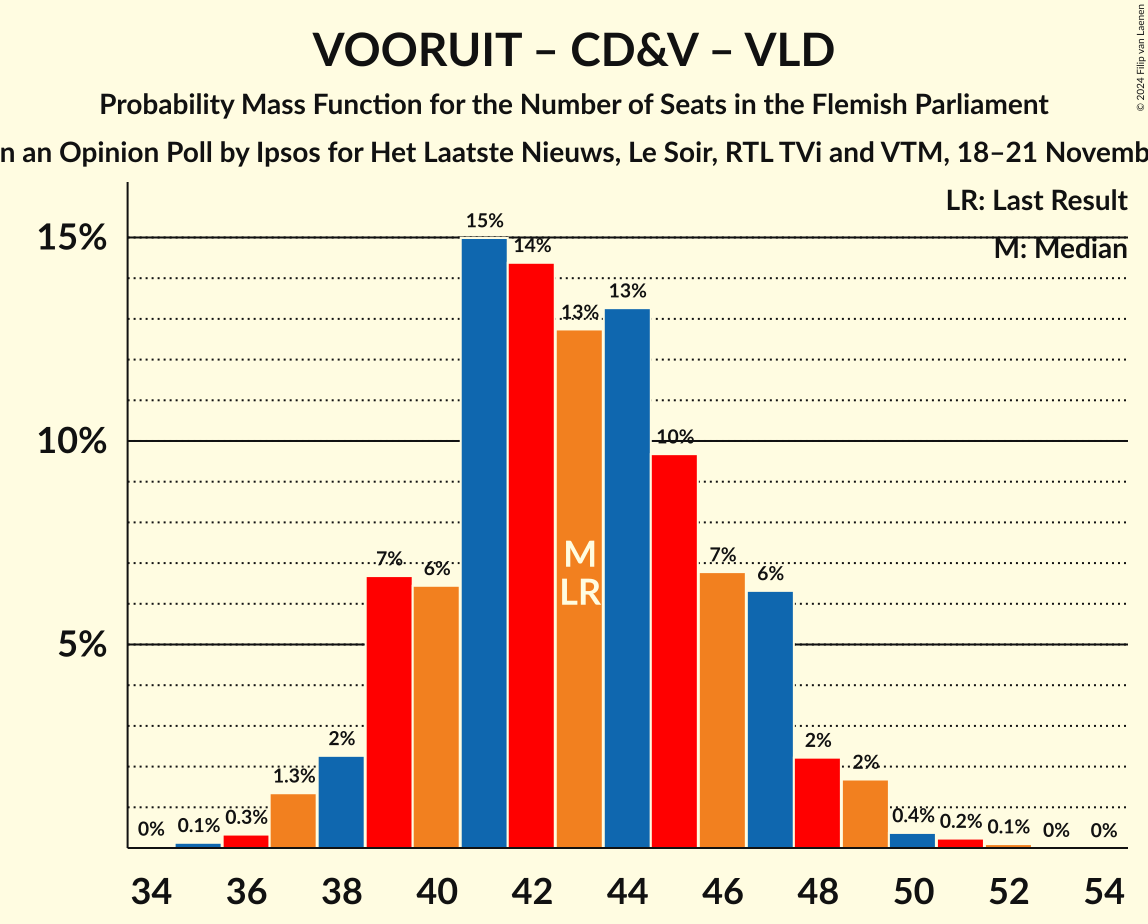 VOORUIT – CD&V – VLD
Probability Mass Function for the Number of Seats in the Flemish Parliament
n an Opinion Poll by Ipsos for Het Laatste Nieuws, Le Soir, RTL TVi and VTM, 18–21 Novemb
© 2024 Filip van Laenen
LR: Last Result
M: Median
15%
10%
5%
0% 0.1% 0.3% 1.3% 2% 7% 6% 15% 14% 13% 13% 10% 7% 6% 2% 2% 0.4% 0.2% 0.1% 0% 0%
M
LR
34 36 38 40 42 44 46 48 50 52 54